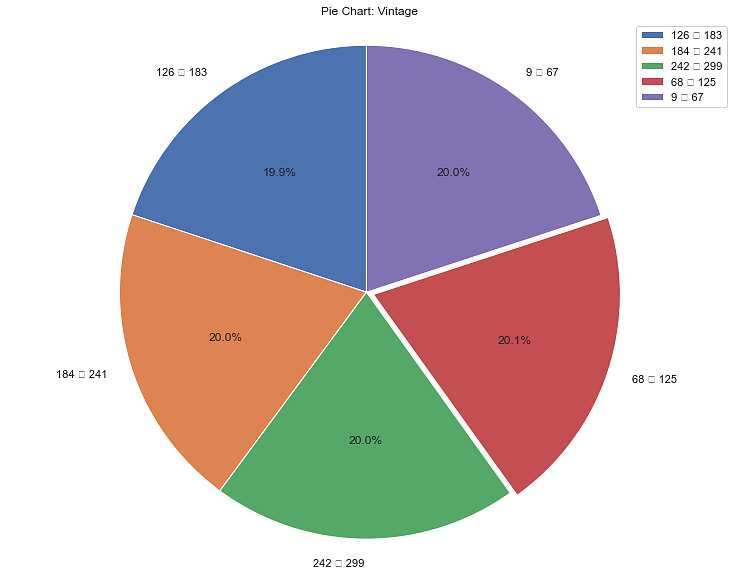 Pie Chart: Vintage
126 □ 183
184 □ 241
242 □ 299
68 □ 125
9 □ 67
126 □ 183
9 □ 67
19.9%
20.0%
20.0%
20.1%
184 □ 241
68 □ 125
20.0%
242 □ 299